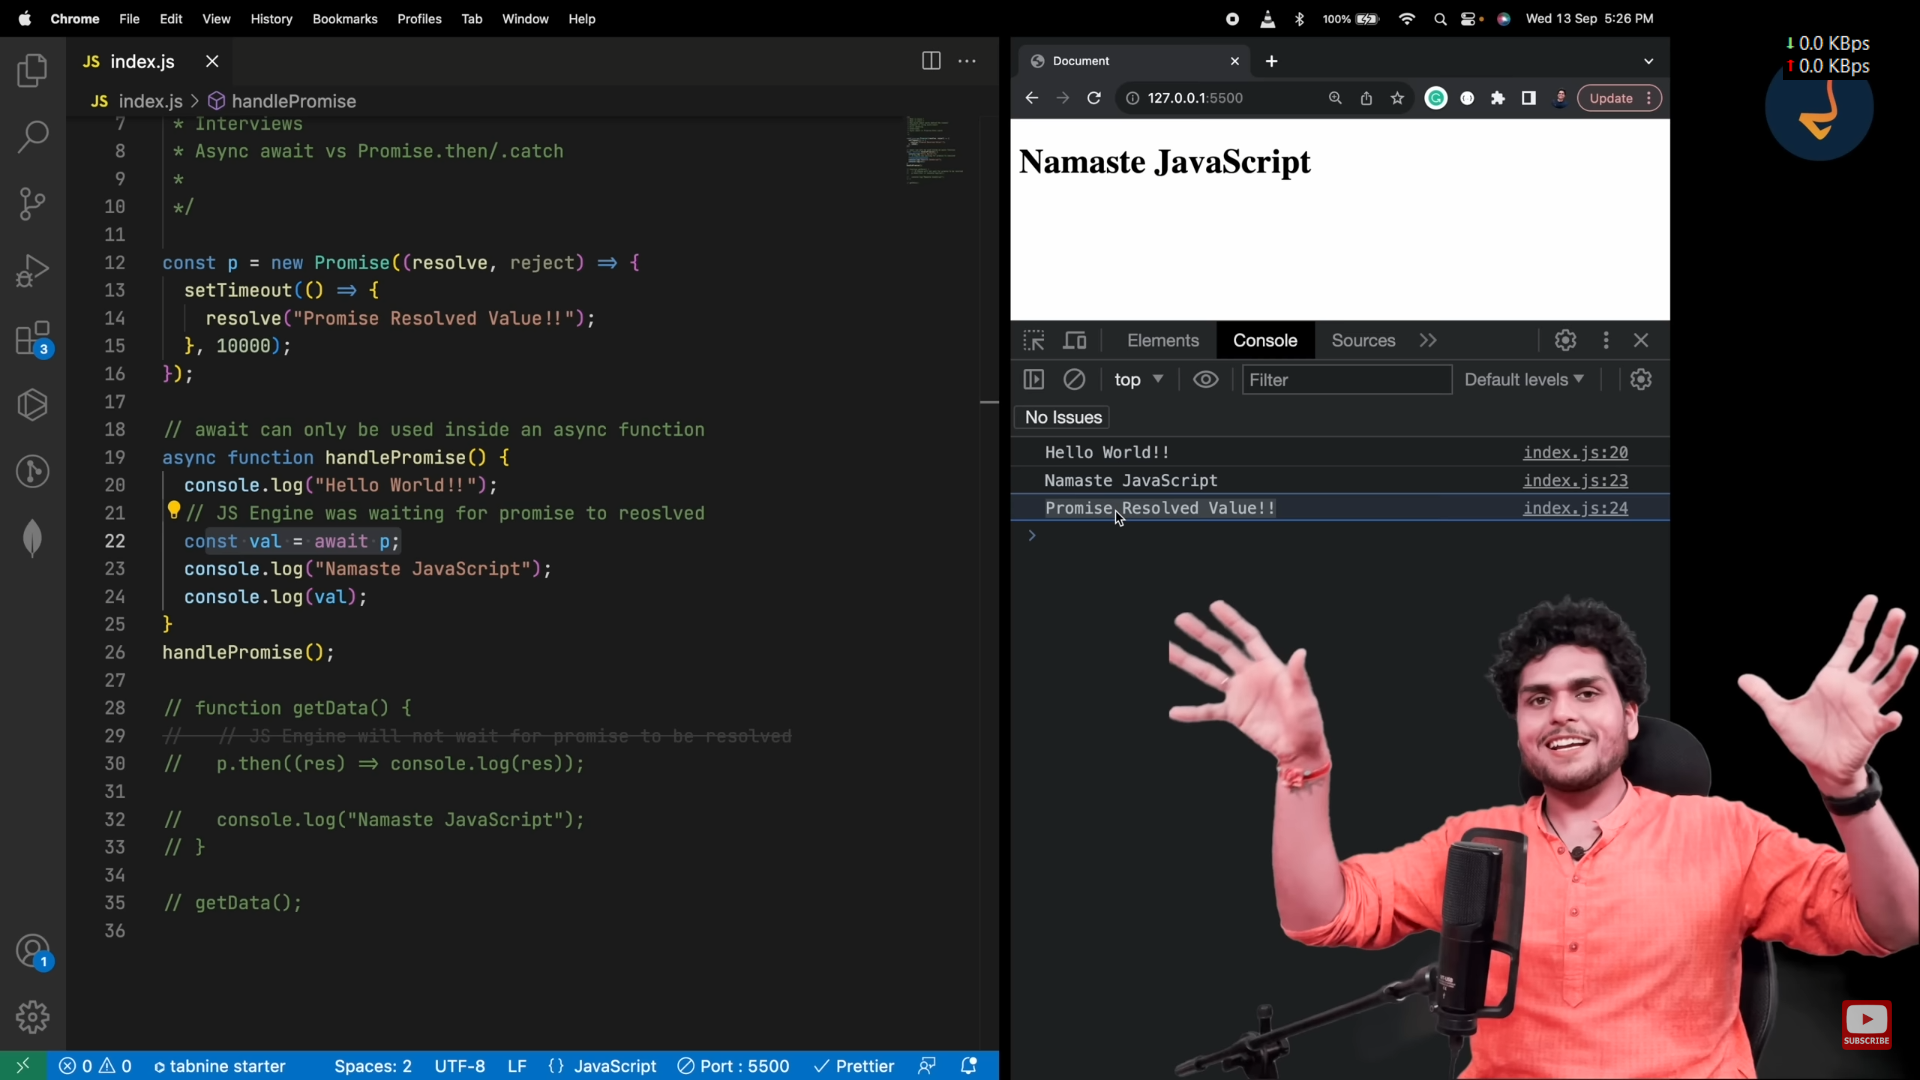 Chrome File Edit View History Bookmarks Profiles Tab Window Help
100% Wed 13 Sep 5:26 PM
↓ 0.0 KBps
↑ 0.0 KBps
JS index.js
JS index.js > handlePromise
7 * Interviews
8 * Async await vs Promise.then/.catch
9 *
10 */
11
12 const p = new Promise((resolve, reject) => {
13 setTimeout(() => {
14 resolve("Promise Resolved Value!!");
15 }, 10000);
16 });
17
18 // await can only be used inside an async function
19 async function handlePromise() {
20 console.log("Hello World!!");
21 // JS Engine was waiting for promise to reoslved
22 const val = await p;
23 console.log("Namaste JavaScript");
24 console.log(val);
25 }
26 handlePromise();
27
28 // function getData() {
29 // // JS Engine will not wait for promise to be resolved
30 // p.then((res) => console.log(res));
31
32 // console.log("Namaste JavaScript");
33 // }
34
35 // getData();
36
3
1
0 0 tabnine starter Spaces: 2 UTF-8 LF {} JavaScript Port : 5500 Prettier
Document
127.0.0.1:5500 Update
Namaste JavaScript
Elements Console Sources
top Filter Default levels
No Issues
Hello World!! index.js:20
Namaste JavaScript index.js:23
Promise Resolved Value!! index.js:24
SUBSCRIBE